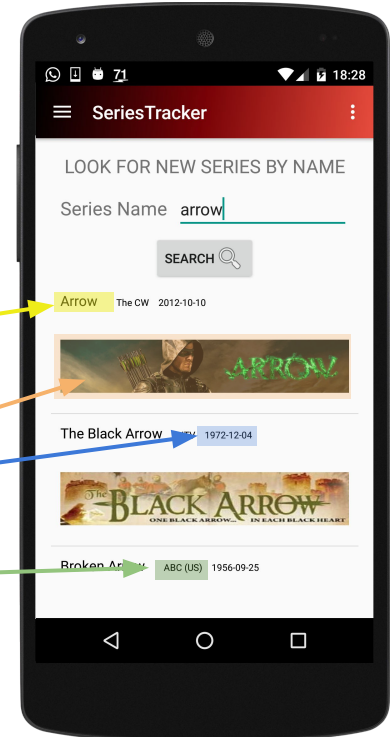 71 18:28
SeriesTracker
LOOK FOR NEW SERIES BY NAME
Series Name arrow
SEARCH
Arrow The CW 2012-10-10
ARROW
The Black Arrow 1972-12-04
The BLACK ARROW
ONE BLACK ARROW... IN EACH BLACK HEART
Broken Arrow ABC (US) 1956-09-25